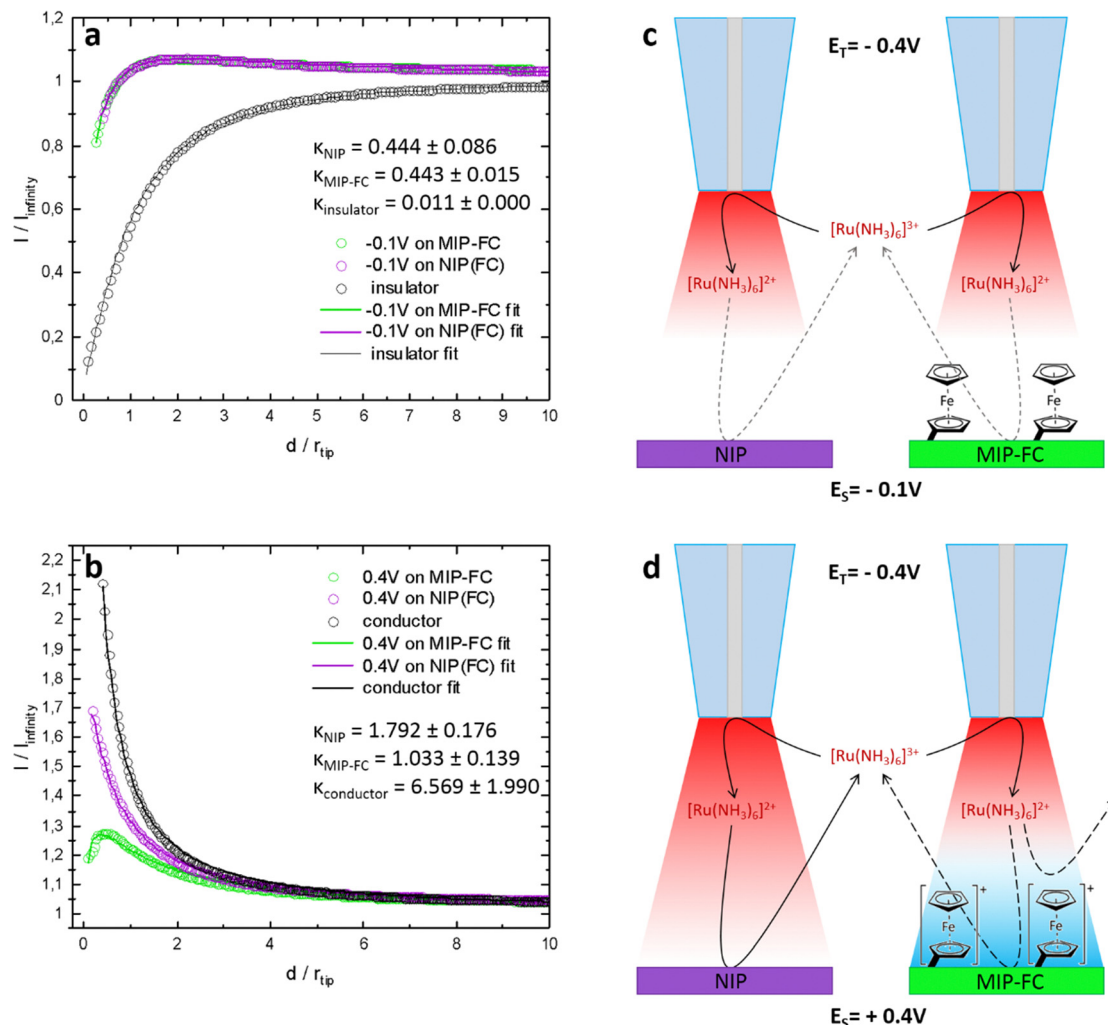 a
I / I_infinity
1,2
1
0,8
0,6
0,4
0,2
0
0 1 2 3 4 5 6 7 8 9 10
d / r_tip
κ_NIP = 0.444 ± 0.086
κ_MIP-FC = 0.443 ± 0.015
κ_insulator = 0.011 ± 0.000
-0.1V on MIP-FC
-0.1V on NIP(FC)
insulator
-0.1V on MIP-FC fit
-0.1V on NIP(FC) fit
insulator fit
c
E_T= - 0.4V
[Ru(NH₃)₆]³⁺
[Ru(NH₃)₆]²⁺
[Ru(NH₃)₆]²⁺
Fe
Fe
NIP
MIP-FC
E_S= - 0.1V
b
I / I_infinity
2,2
2,1
2
1,9
1,8
1,7
1,6
1,5
1,4
1,3
1,2
1,1
1
0 2 4 6 8 10
d / r_tip
0.4V on MIP-FC
0.4V on NIP(FC)
conductor
0.4V on MIP-FC fit
0.4V on NIP(FC) fit
conductor fit
κ_NIP = 1.792 ± 0.176
κ_MIP-FC = 1.033 ± 0.139
κ_conductor = 6.569 ± 1.990
d
E_T= - 0.4V
[Ru(NH₃)₆]³⁺
[Ru(NH₃)₆]²⁺
[Ru(NH₃)₆]²⁺
+
+
Fe
Fe
NIP
MIP-FC
E_S= + 0.4V